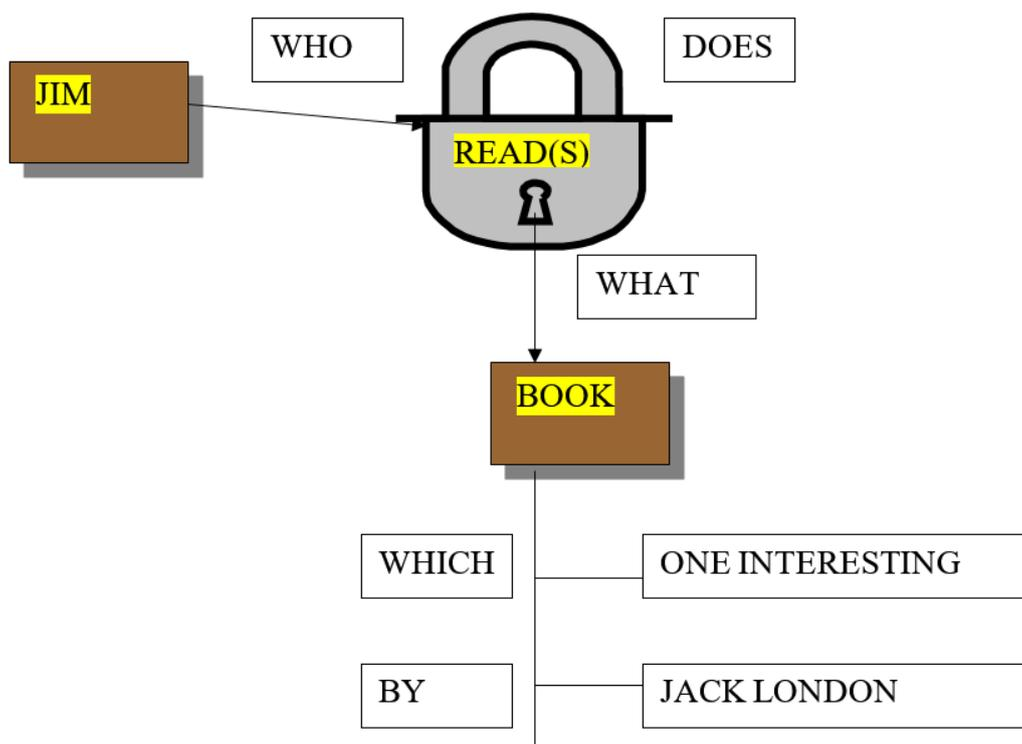 WHO
DOES
JIM
READ(S)
WHAT
BOOK
WHICH
ONE INTERESTING
BY
JACK LONDON